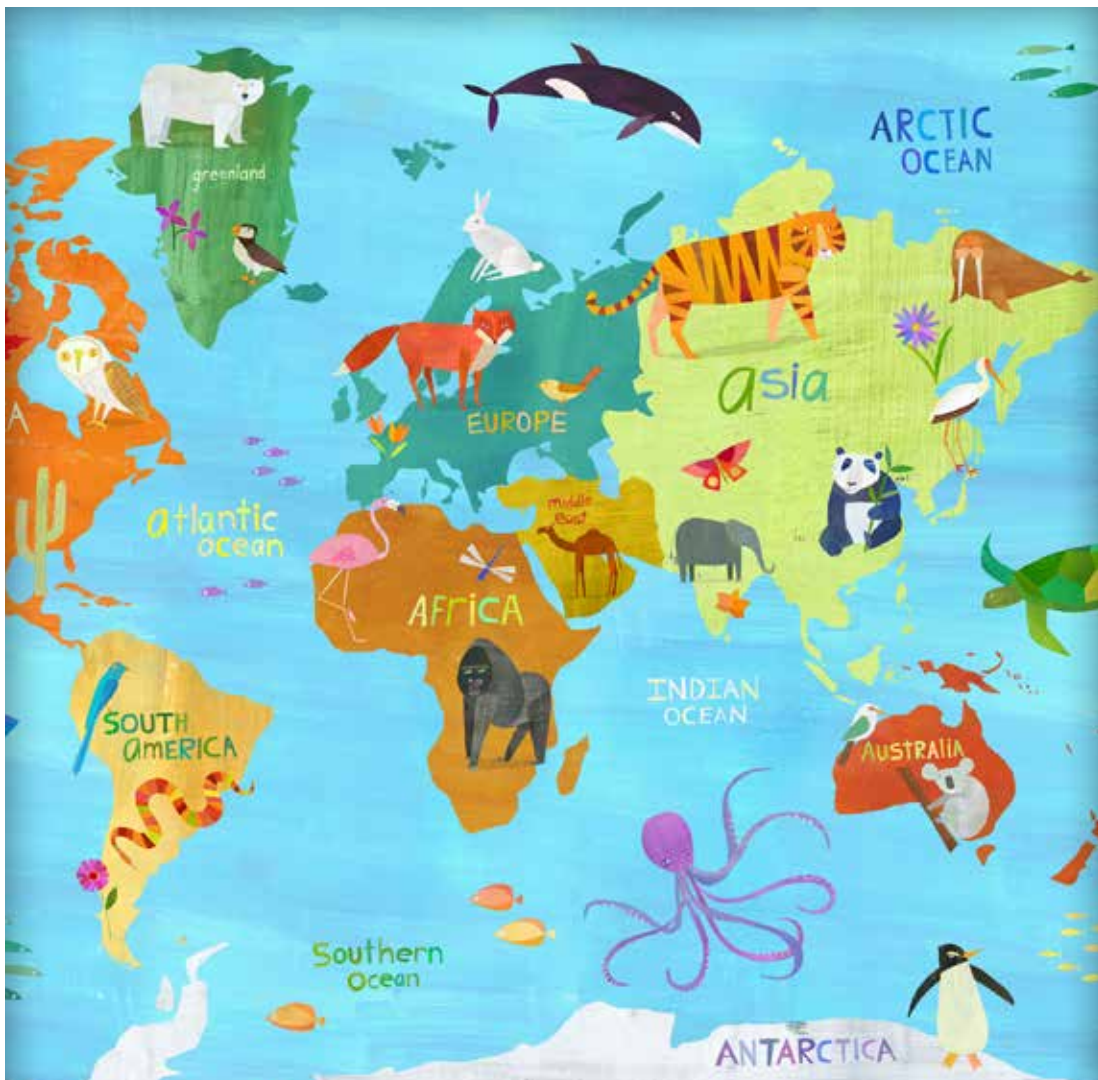 ARCTIC
OCEAN
greenland
asia
EUROPE
A
atlantic
ocean
middle
east
AFRICA
INDIAN
OCEAN
SOUTH
AMERICA
AUSTRALIA
Southern
Ocean
ANTARCTICA